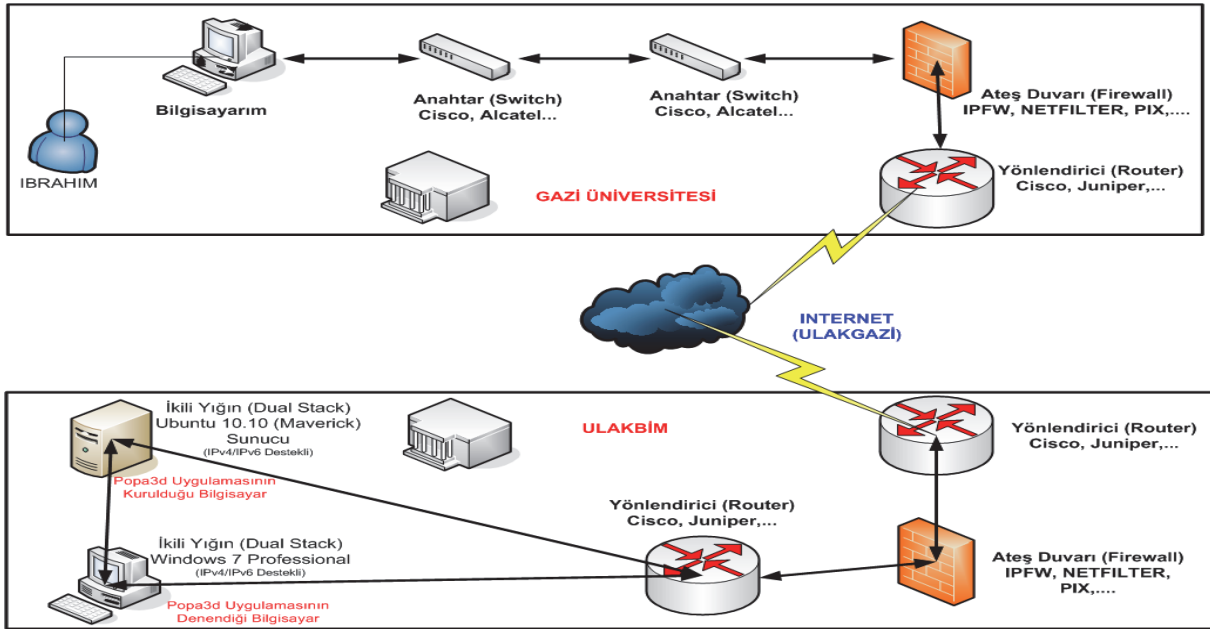 Bilgisayarım
IBRAHIM
Anahtar (Switch)
Cisco, Alcatel...
Anahtar (Switch)
Cisco, Alcatel...
Ateş Duvarı (Firewall)
IPFW, NETFILTER, PIX,....
Yönlendirici (Router)
Cisco, Juniper,...
GAZİ ÜNİVERSİTESİ
INTERNET
(ULAKGAZİ)
İkili Yığın (Dual Stack)
Ubuntu 10.10 (Maverick)
Sunucu
(IPv4/IPv6 Destekli)
Popa3d Uygulamasının
Kurulduğu Bilgisayar
ULAKBİM
Yönlendirici (Router)
Cisco, Juniper,...
Yönlendirici (Router)
Cisco, Juniper,...
İkili Yığın (Dual Stack)
Windows 7 Professional
(IPv4/IPv6 Destekli)
Popa3d Uygulamasının
Denendiği Bilgisayar
Ateş Duvarı (Firewall)
IPFW, NETFILTER,
PIX,....